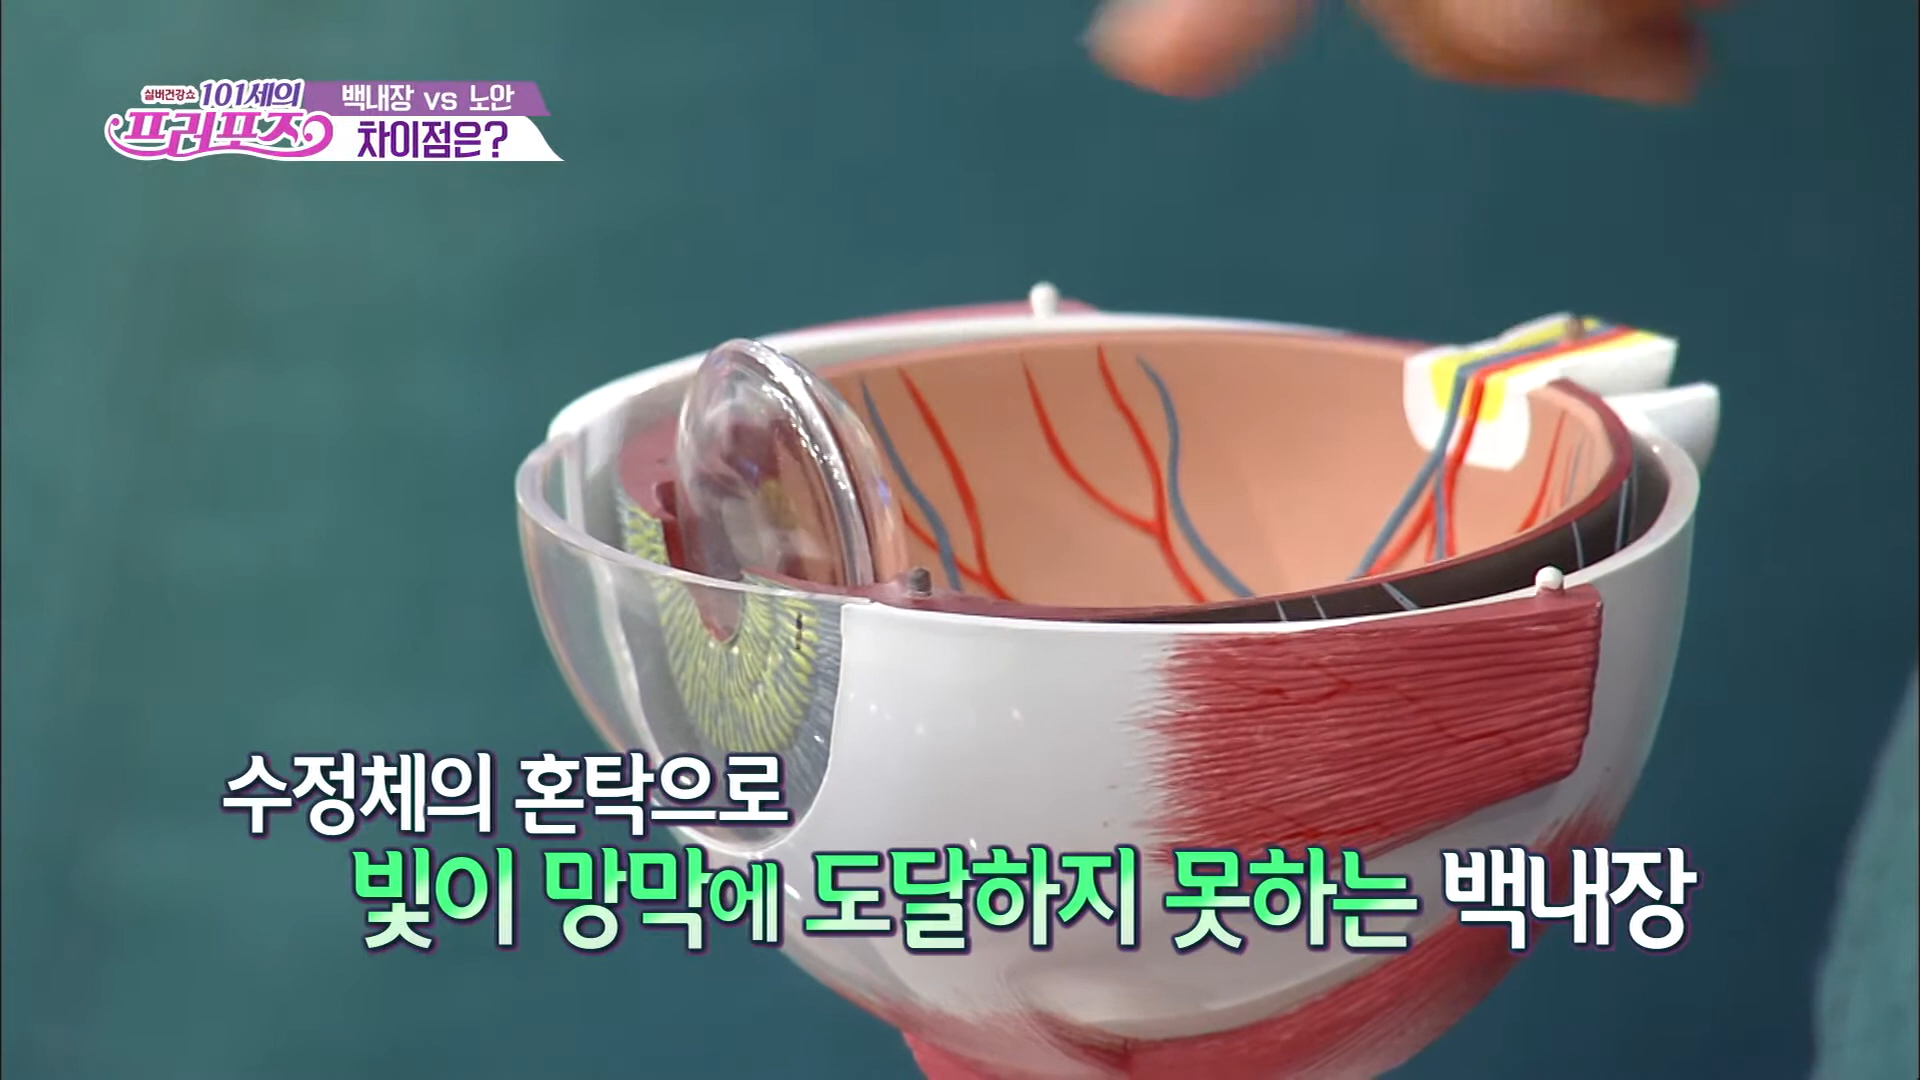 실버건강쇼 101세의
프러포즈
백내장 vs 노안
차이점은?
수정체의 혼탁으로
빛이 망막에 도달하지 못하는 백내장